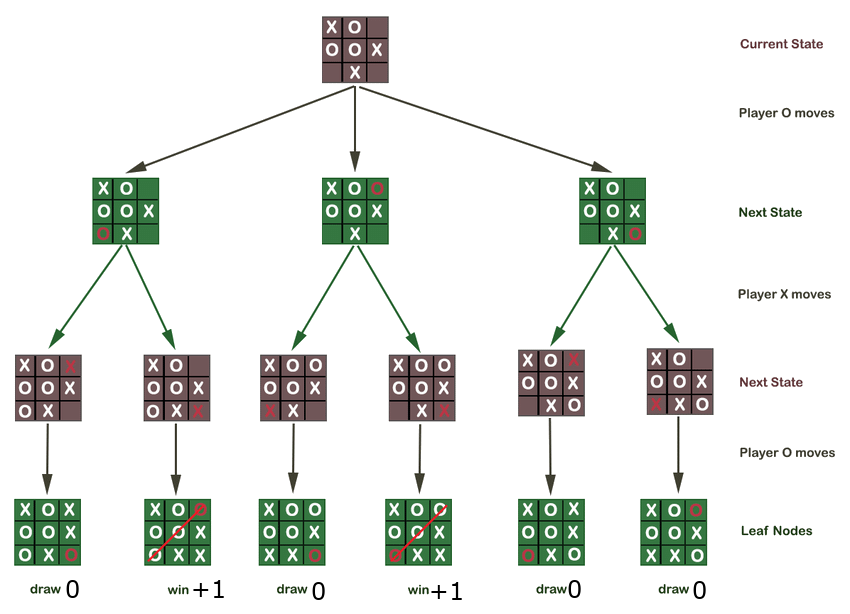 X O
O O X
X
Current State
Player O moves
X O
O O X
O X
X O O
O O X
X
X O
O O X
X O
Next State
Player X moves
X O X
O O X
O X
X O
O O X
O X X
X O O
O O X
X X
X O O
O O X
X X
X O X
O O X
X O
X O
O O X
X X O
Next State
Player O moves
X O X
O O X
O X O
X O O
O O X
O X X
X O O
O O X
X X O
X O O
O O X
O X X
X O X
O O X
O X O
X O O
O O X
X X O
Leaf Nodes
draw 0
win +1
draw 0
win +1
draw 0
draw 0